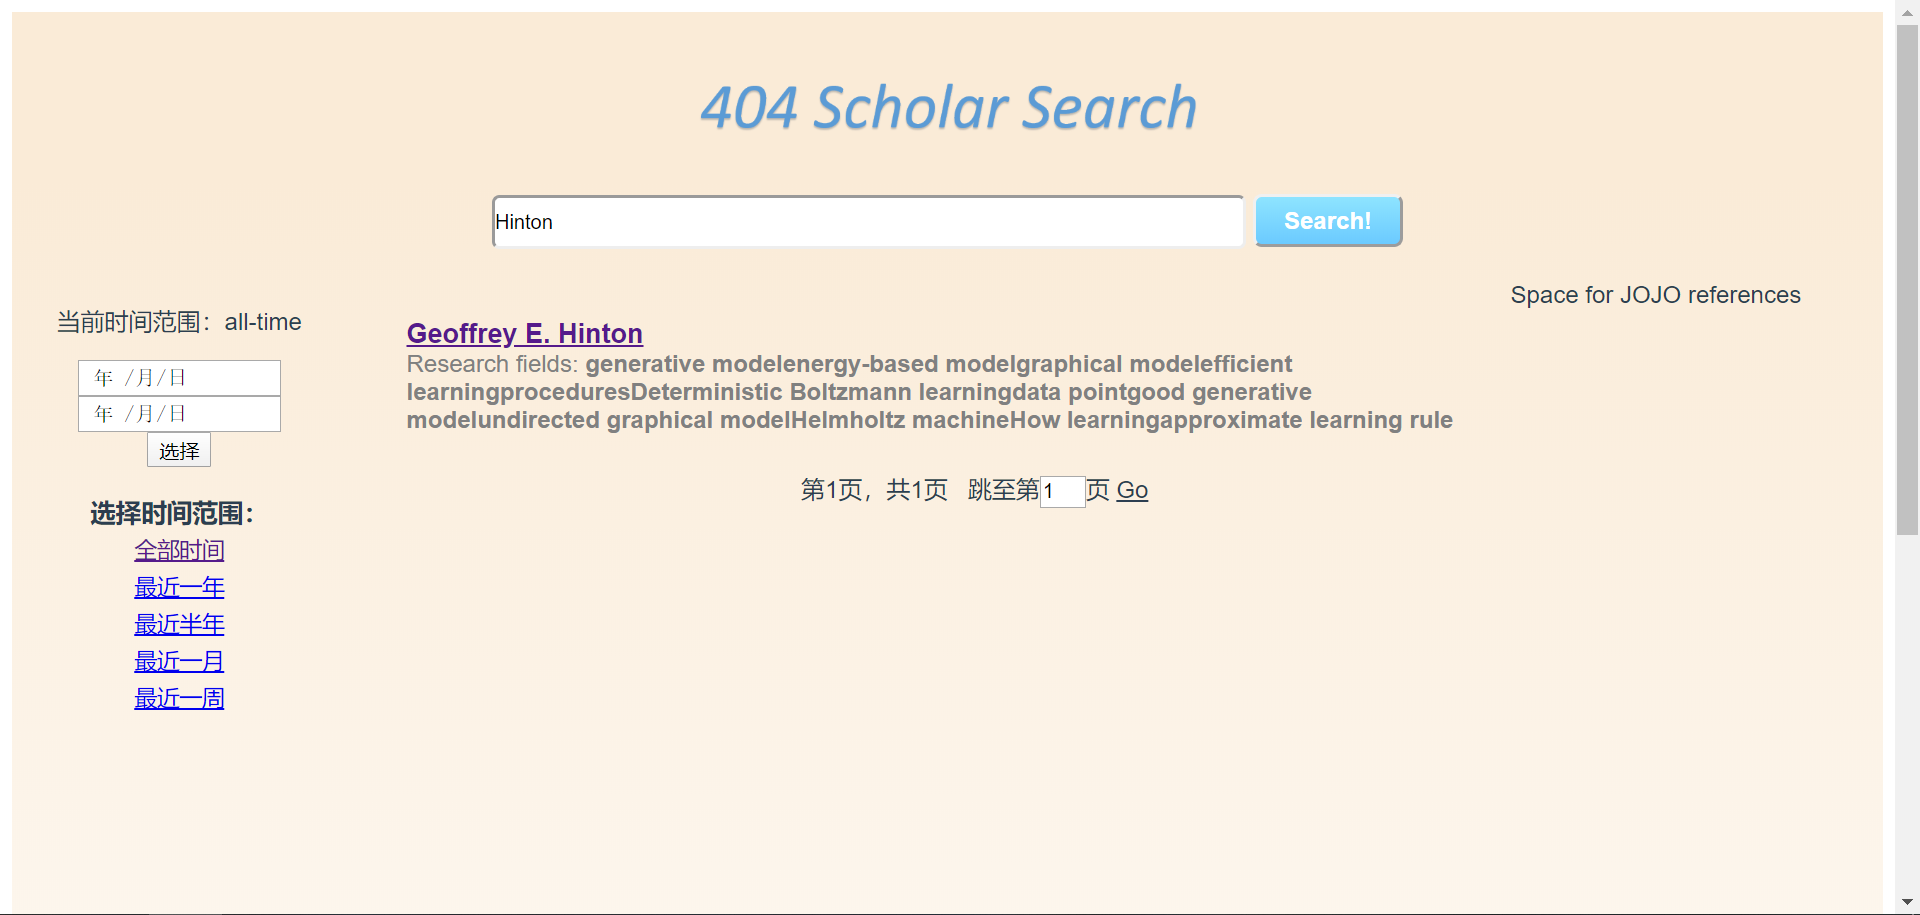 404 Scholar Search
Hinton
Search!
Space for JOJO references
当前时间范围：all-time
年 /月/日
年 /月/日
选择
选择时间范围：
全部时间
最近一年
最近半年
最近一月
最近一周
Geoffrey E. Hinton
Research fields: generative modelenergy-based modelgraphical modelefficient
learningproceduresDeterministic Boltzmann learningdata pointgood generative
modelundirected graphical modelHelmholtz machineHow learningapproximate learning rule
第1页，共1页 跳至第1页 Go